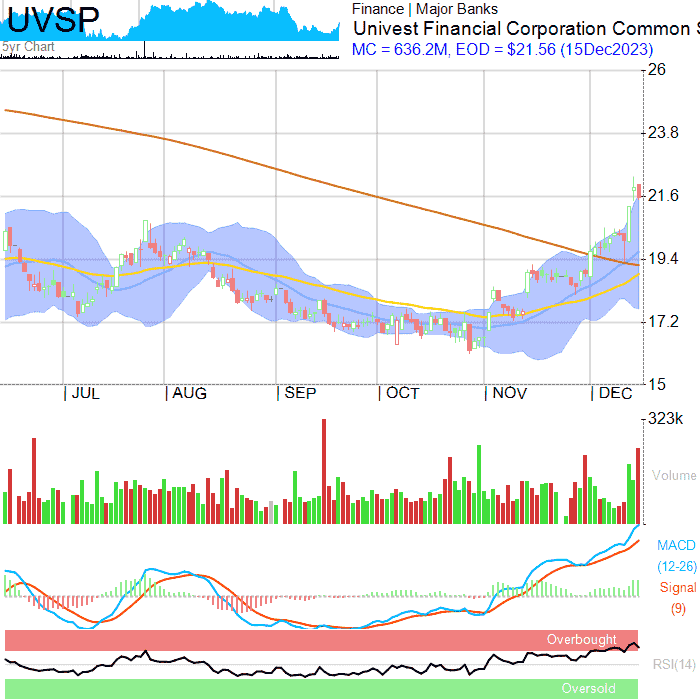 UVSP
5yr Chart
Finance | Major Banks
Univest Financial Corporation Common S
MC = 636.2M, EOD = $21.56 (15Dec2023)
26
23.8
21.6
19.4
17.2
15
JUL AUG SEP OCT NOV DEC
323k
Volume
MACD
(12-26)
Signal
(9)
Overbought
RSI(14)
Oversold